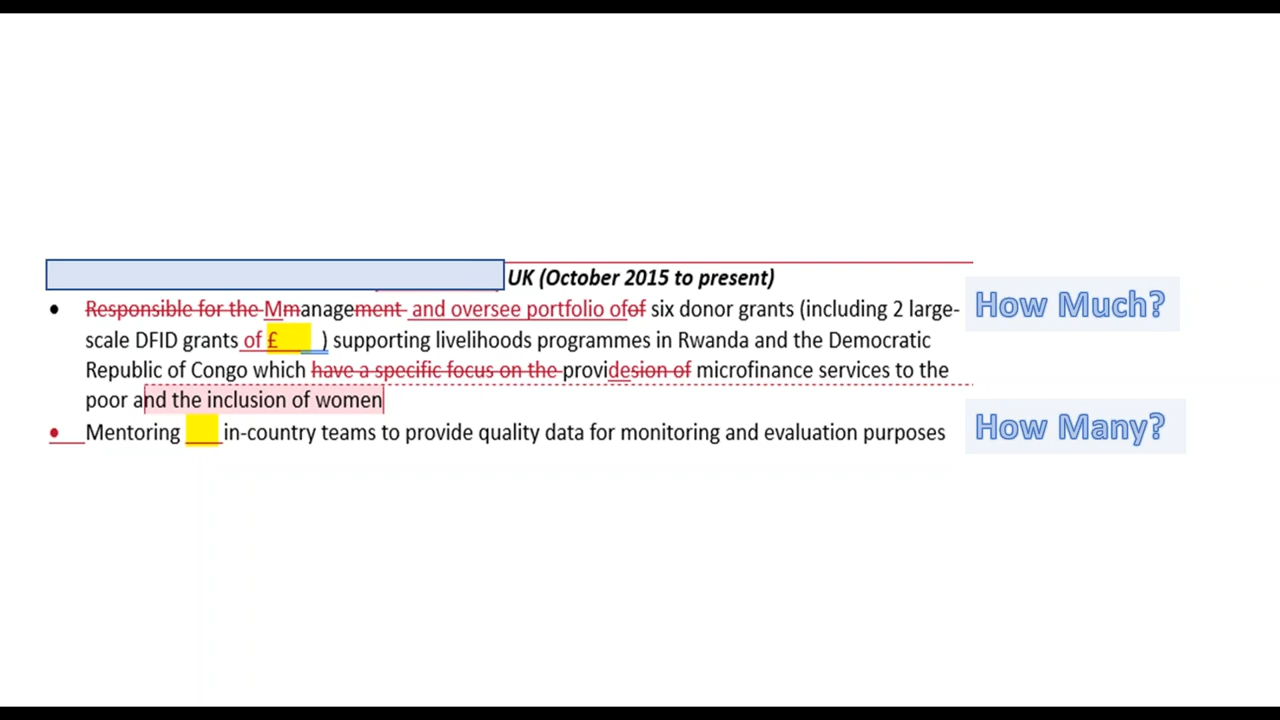 UK (October 2015 to present)
• Responsible for the Mmanagement and oversee portfolio ofof six donor grants (including 2 large-
How Much?
scale DFID grants of £ ) supporting livelihoods programmes in Rwanda and the Democratic
Republic of Congo which have a specific focus on the providesion of microfinance services to the
poor and the inclusion of women
• Mentoring in-country teams to provide quality data for monitoring and evaluation purposes
How Many?